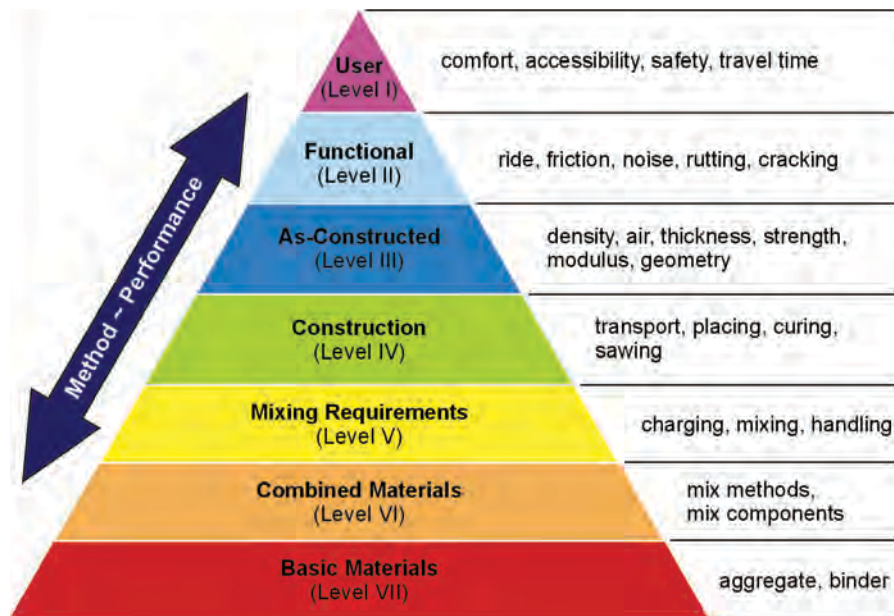 User
(Level I)
comfort, accessibility, safety, travel time
Functional
(Level II)
ride, friction, noise, rutting, cracking
As-Constructed
(Level III)
density, air, thickness, strength,
modulus, geometry
Construction
(Level IV)
transport, placing, curing,
sawing
Mixing Requirements
(Level V)
charging, mixing, handling
Combined Materials
(Level VI)
mix methods,
mix components
Basic Materials
(Level VII)
aggregate, binder
Method ~ Performance